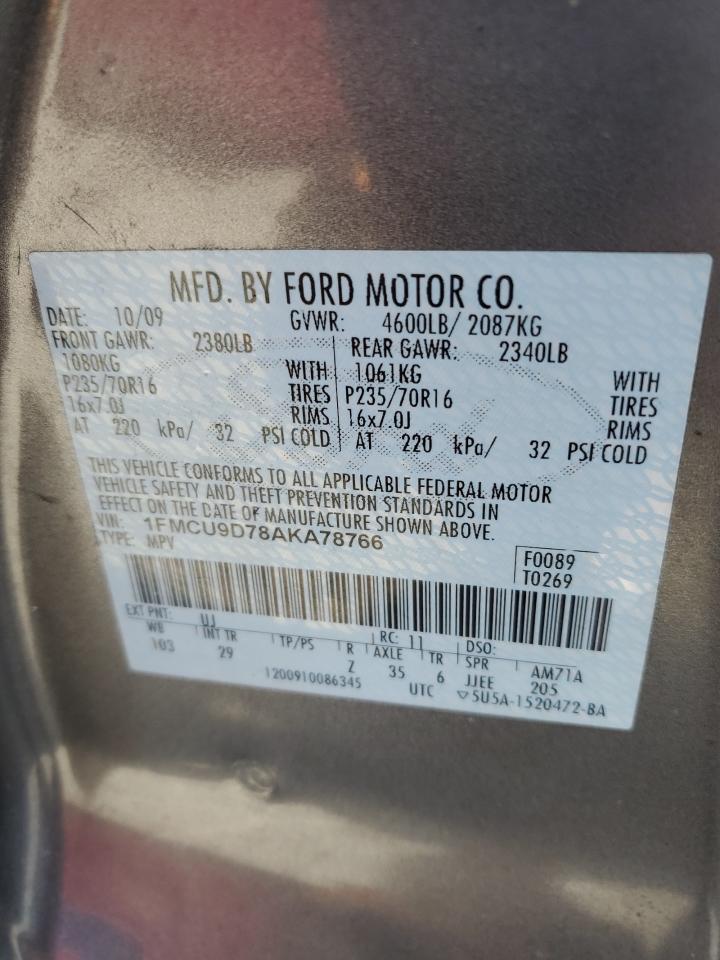 MFD. BY FORD MOTOR CO.
DATE: 10/09 GVWR: 4600LB/ 2087KG
FRONT GAWR: 2380LB REAR GAWR: 2340LB
1080KG WITH 1061KG WITH
P235/70R16 TIRES P235/70R16 TIRES
16x7.0J RIMS 16x7.0J RIMS
AT 220 kPa/ 32 PSI COLD AT 220 kPa/ 32 PSI COLD
THIS VEHICLE CONFORMS TO ALL APPLICABLE FEDERAL MOTOR
VEHICLE SAFETY AND THEFT PREVENTION STANDARDS IN
EFFECT ON THE DATE OF MANUFACTURE SHOWN ABOVE.
VIN: 1FMCU9D78AKA78766
TYPE: MPV
F0089
T0269
EXT PNT: UJ RC: 11 DSO:
WB INT TR TP/PS R AXLE TR SPR AM71A
103 29 Z 35 6 JJEE 205
1200910086345 UTC ▽5U5A-1520472-BA